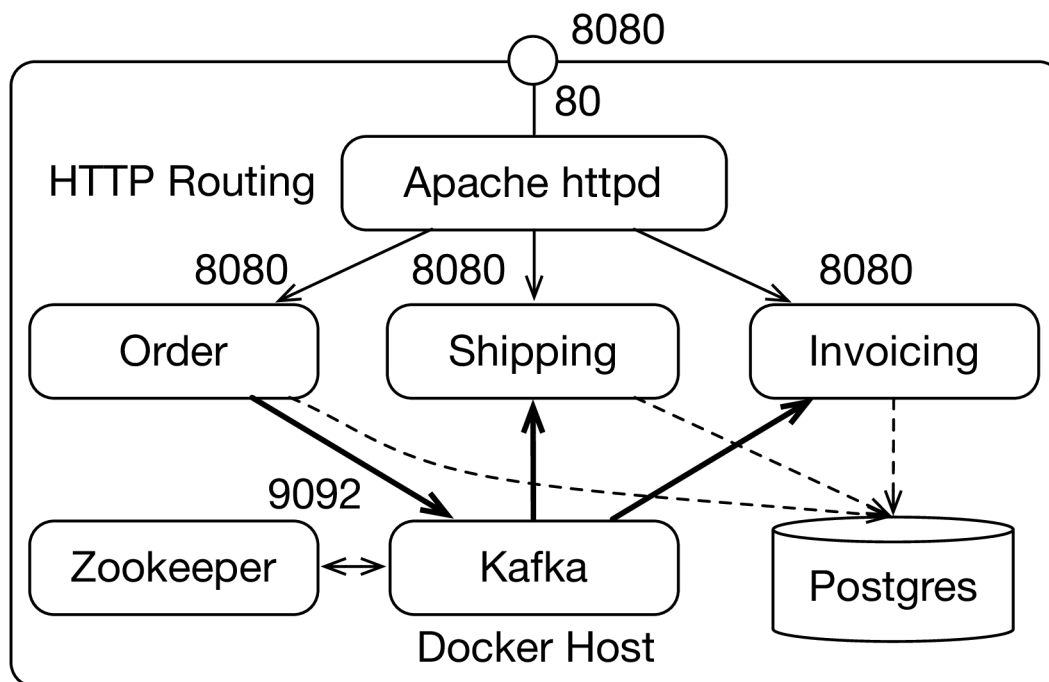 8080
80
HTTP Routing
Apache httpd
8080
8080
8080
Order
Shipping
Invoicing
9092
Zookeeper
Kafka
Postgres
Docker Host